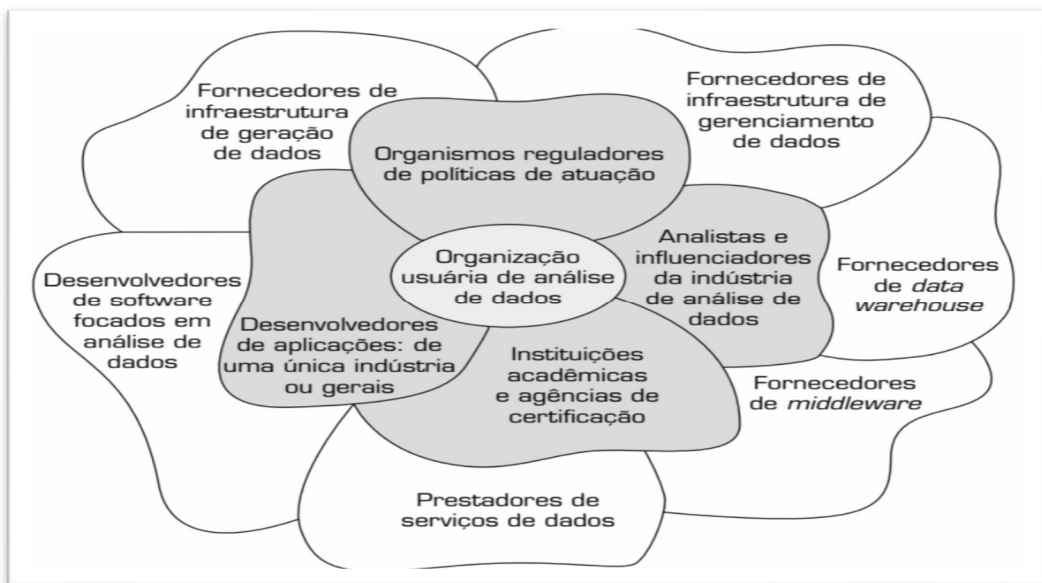 Fornecedores de
infraestrutura
de geração
de dados
Fornecedores de
infraestrutura de
gerenciamento
de dados
Organismos reguladores
de políticas de atuação
Organização
usuária de análise
de dados
Analistas e
influenciadores
da indústria
de análise de
dados
Fornecedores
de data
warehouse
Desenvolvedores
de software
focados em
análise de
dados
Desenvolvedores
de aplicações: de
uma única indústria
ou gerais
Instituições
acadêmicas
e agências de
certificação
Fornecedores
de middleware
Prestadores de
serviços de dados